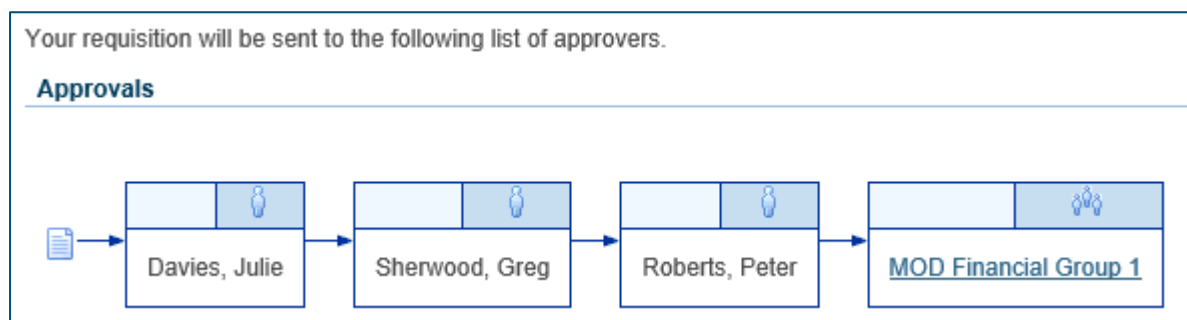 Your requisition will be sent to the following list of approvers.
Approvals
Davies, Julie
Sherwood, Greg
Roberts, Peter
MOD Financial Group 1